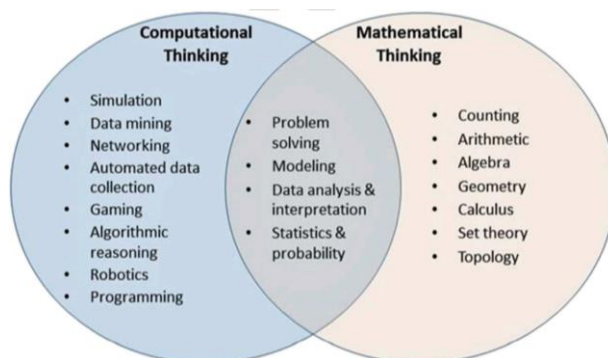 Computational
Thinking
• Simulation
• Data mining
• Networking
• Automated data
collection
• Gaming
• Algorithmic
reasoning
• Robotics
• Programming
• Problem
solving
• Modeling
• Data analysis &
interpretation
• Statistics &
probability
Mathematical
Thinking
• Counting
• Arithmetic
• Algebra
• Geometry
• Calculus
• Set theory
• Topology